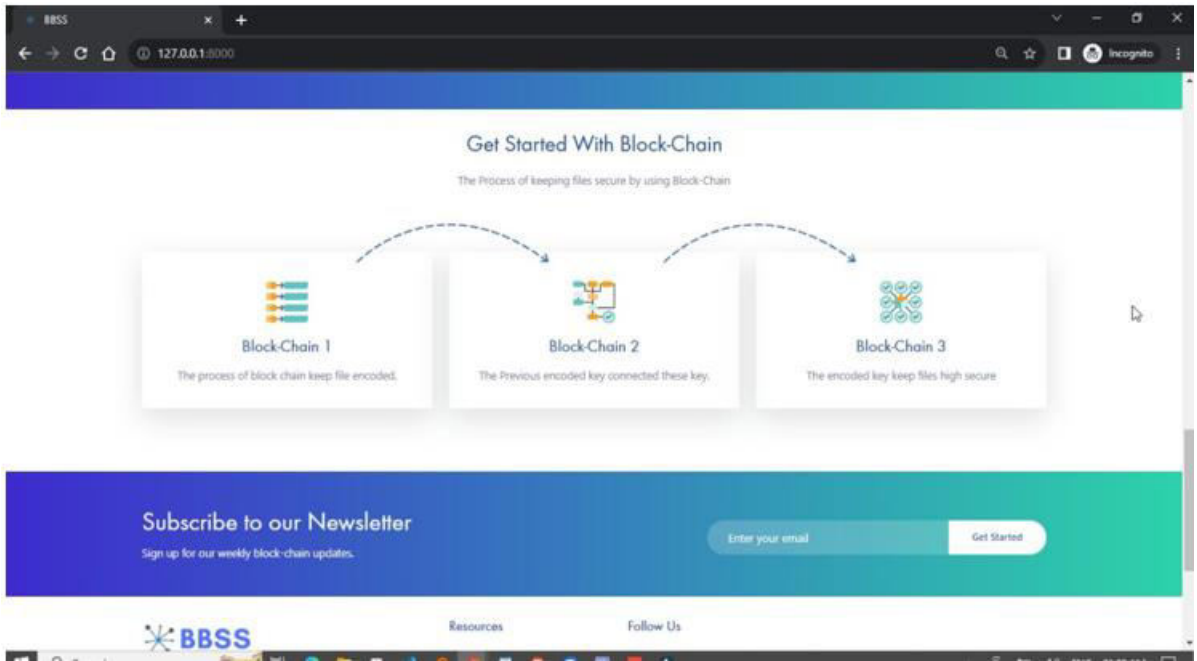 BBSS
127.0.0.1:8000
Incognito
Get Started With Block-Chain
The Process of keeping files secure by using Block-Chain
Block-Chain 1
Block-Chain 2
Block-Chain 3
The process of block chain keep file encoded.
The Previous encoded key connected these key.
The encoded key keep files high secure
Subscribe to our Newsletter
Sign up for our weekly block-chain updates.
Enter your email
Get Started
BBSS
Resources
Follow Us